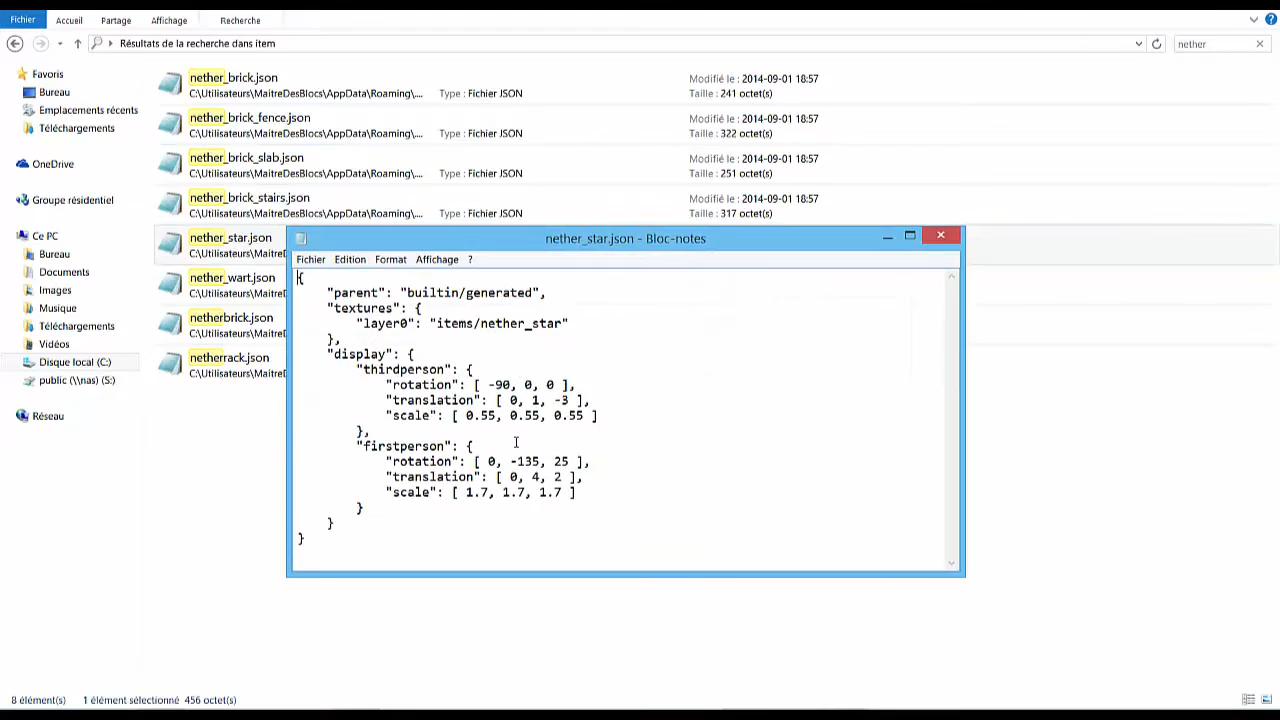 Fichier Accueil Partage Affichage Recherche
Résultats de la recherche dans item nether
Favoris
Bureau
Emplacements récents
Téléchargements
OneDrive
Groupe résidentiel
Ce PC
Bureau
Documents
Images
Musique
Téléchargements
Vidéos
Disque local (C:)
public (\\nas) (S:)
Réseau
nether_brick.json Modifié le : 2014-09-01 18:57
C:\Utilisateurs\MaitreDesBlocs\AppData\Roaming\... Type : Fichier JSON Taille : 241 octet(s)
nether_brick_fence.json Modifié le : 2014-09-01 18:57
C:\Utilisateurs\MaitreDesBlocs\AppData\Roaming\... Type : Fichier JSON Taille : 322 octet(s)
nether_brick_slab.json Modifié le : 2014-09-01 18:57
C:\Utilisateurs\MaitreDesBlocs\AppData\Roaming\... Type : Fichier JSON Taille : 251 octet(s)
nether_brick_stairs.json Modifié le : 2014-09-01 18:57
C:\Utilisateurs\MaitreDesBlocs\AppData\Roaming\... Type : Fichier JSON Taille : 317 octet(s)
nether_star.json
C:\Utilisateurs\MaitreD
nether_wart.json
C:\Utilisateurs\MaitreD
netherbrick.json
C:\Utilisateurs\MaitreD
netherrack.json
C:\Utilisateurs\MaitreD
nether_star.json - Bloc-notes
Fichier Edition Format Affichage ?
{
"parent": "builtin/generated",
"textures": {
"layer0": "items/nether_star"
},
"display": {
"thirdperson": {
"rotation": [ -90, 0, 0 ],
"translation": [ 0, 1, -3 ],
"scale": [ 0.55, 0.55, 0.55 ]
},
"firstperson": {
"rotation": [ 0, -135, 25 ],
"translation": [ 0, 4, 2 ],
"scale": [ 1.7, 1.7, 1.7 ]
}
}
}
8 élément(s) 1 élément sélectionné 456 octet(s)